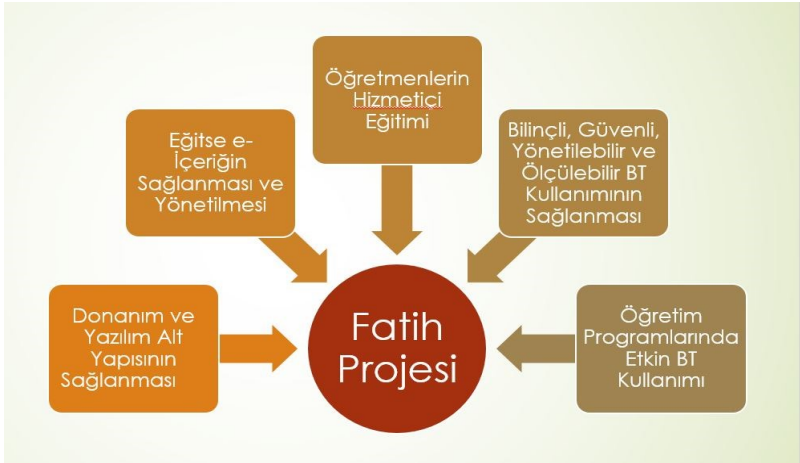 Öğretmenlerin
Hizmetiçi
Eğitimi
Eğitse e-
İçeriğin
Sağlanması ve
Yönetilmesi
Bilinçli, Güvenli,
Yönetilebilir ve
Ölçülebilir BT
Kullanımının
Sağlanması
Donanım ve
Yazılım Alt
Yapısının
Sağlanması
Fatih
Projesi
Öğretim
Programlarında
Etkin BT
Kullanımı